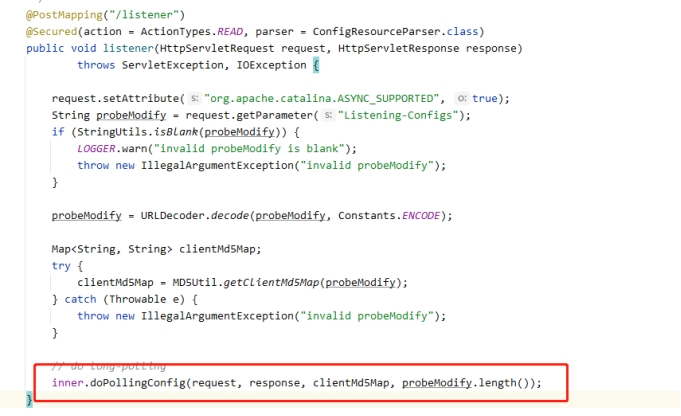 @PostMapping("/listener")
@Secured(action = ActionTypes.READ, parser = ConfigResourceParser.class)
public void listener(HttpServletRequest request, HttpServletResponse response)
throws ServletException, IOException {
request.setAttribute( s: "org.apache.catalina.ASYNC_SUPPORTED", o: true);
String probeModify = request.getParameter( s: "Listening-Configs");
if (StringUtils.isBlank(probeModify)) {
LOGGER.warn("invalid probeModify is blank");
throw new IllegalArgumentException("invalid probeModify");
}
probeModify = URLDecoder.decode(probeModify, Constants.ENCODE);
Map<String, String> clientMd5Map;
try {
clientMd5Map = MD5Util.getClientMd5Map(probeModify);
} catch (Throwable e) {
throw new IllegalArgumentException("invalid probeModify");
}
// do long-polling
inner.doPollingConfig(request, response, clientMd5Map, probeModify.length());
}